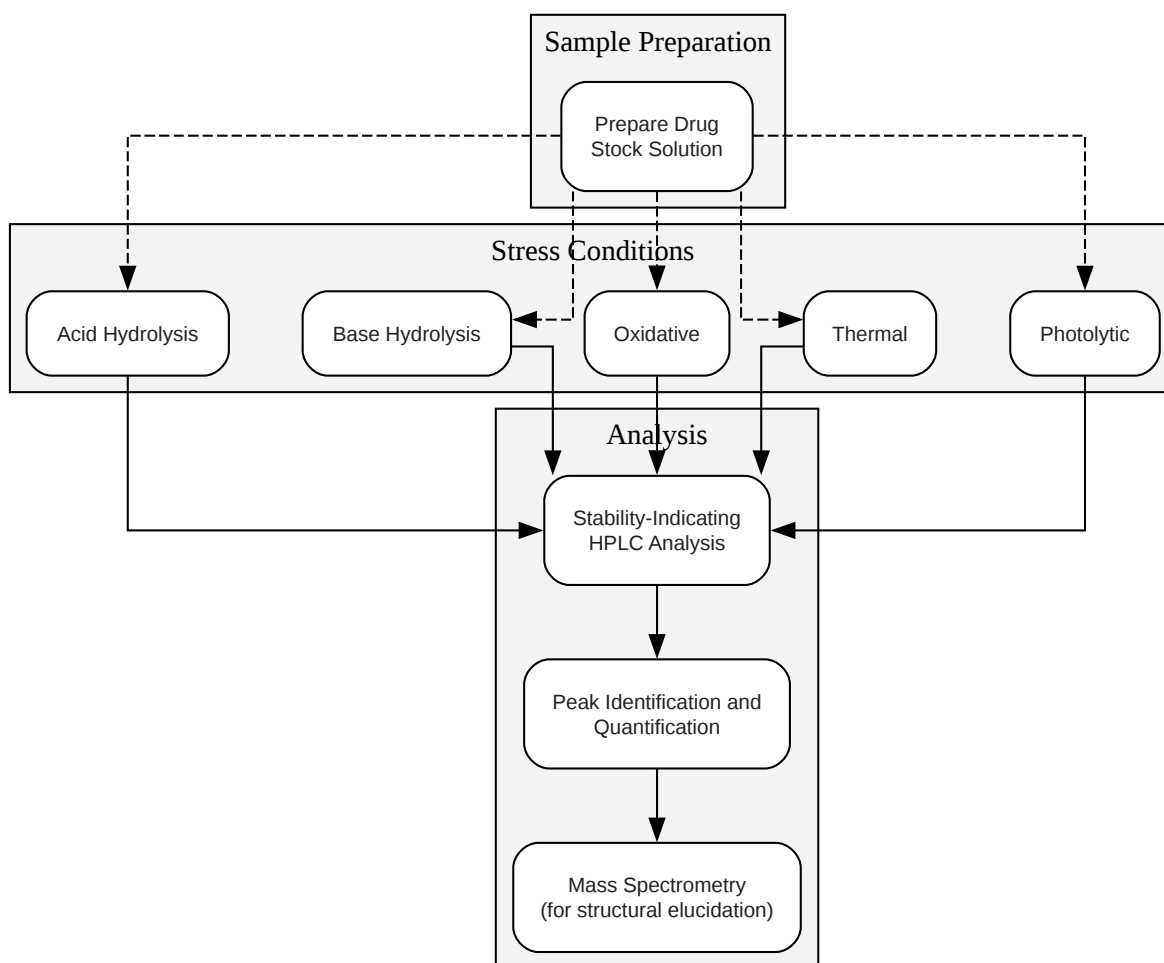 Sample Preparation
Prepare Drug
Stock Solution
Stress Conditions
Acid Hydrolysis
Base Hydrolysis
Oxidative
Thermal
Photolytic
Analysis
Stability-Indicating
HPLC Analysis
Peak Identification and
Quantification
Mass Spectrometry
(for structural elucidation)